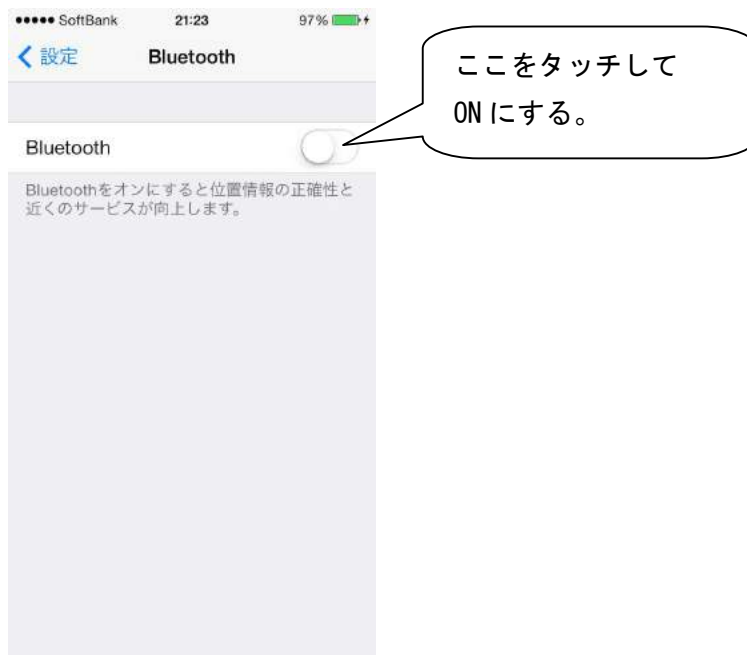 SoftBank 21:23 97%
設定 Bluetooth
ここをタッチして
ONにする。
Bluetooth
Bluetoothをオンにすると位置情報の正確性と
近くのサービスが向上します。